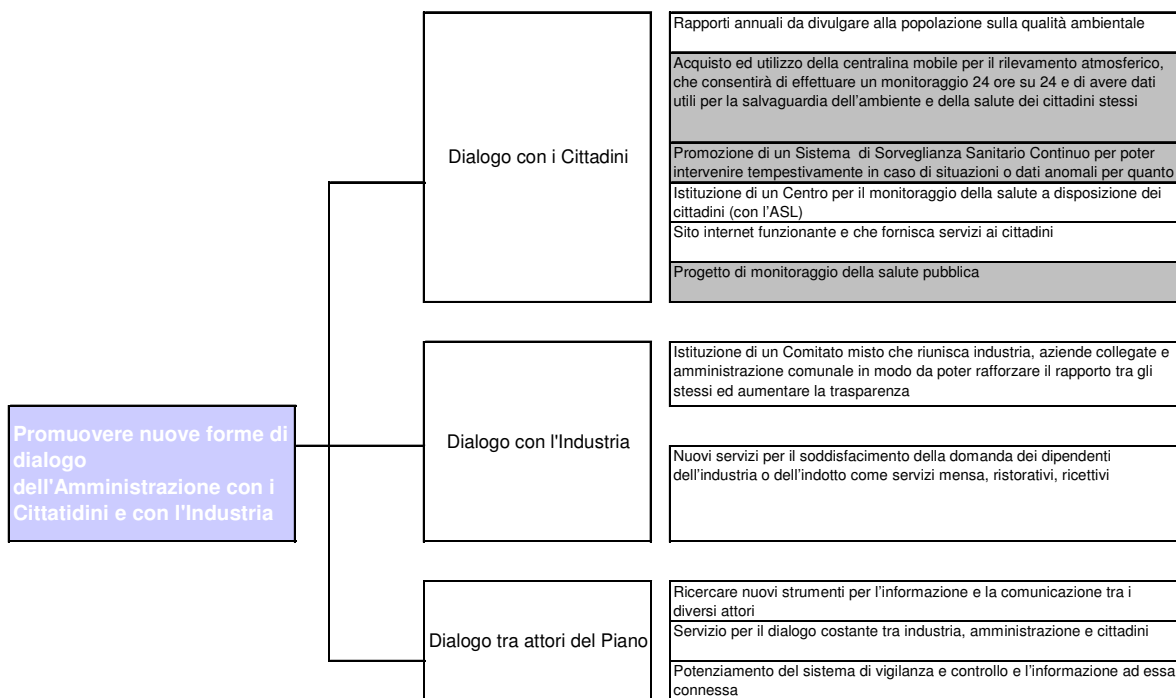 Promuovere nuove forme di
dialogo
dell'Amministrazione con i
Cittatidini e con l'Industria
Dialogo con i Cittadini
Rapporti annuali da divulgare alla popolazione sulla qualità ambientale
Acquisto ed utilizzo della centralina mobile per il rilevamento atmosferico,
che consentirà di effettuare un monitoraggio 24 ore su 24 e di avere dati
utili per la salvaguardia dell'ambiente e della salute dei cittadini stessi
Promozione di un Sistema di Sorveglianza Sanitario Continuo per poter
intervenire tempestivamente in caso di situazioni o dati anomali per quanto
Istituzione di un Centro per il monitoraggio della salute a disposizione dei
cittadini (con l'ASL)
Sito internet funzionante e che fornisca servizi ai cittadini
Progetto di monitoraggio della salute pubblica
Dialogo con l'Industria
Istituzione di un Comitato misto che riunisca industria, aziende collegate e
amministrazione comunale in modo da poter rafforzare il rapporto tra gli
stessi ed aumentare la trasparenza
Nuovi servizi per il soddisfacimento della domanda dei dipendenti
dell'industria o dell'indotto come servizi mensa, ristorativi, ricettivi
Dialogo tra attori del Piano
Ricercare nuovi strumenti per l'informazione e la comunicazione tra i
diversi attori
Servizio per il dialogo costante tra industria, amministrazione e cittadini
Potenziamento del sistema di vigilanza e controllo e l'informazione ad essa
connessa